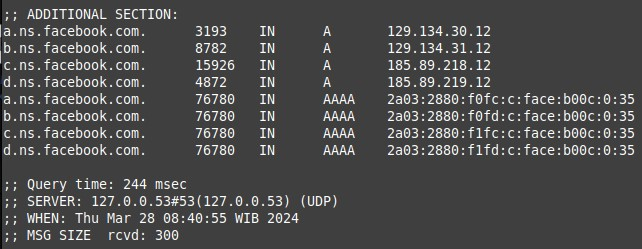 ;; ADDITIONAL SECTION:
a.ns.facebook.com. 3193 IN A 129.134.30.12
b.ns.facebook.com. 8782 IN A 129.134.31.12
c.ns.facebook.com. 15926 IN A 185.89.218.12
d.ns.facebook.com. 4872 IN A 185.89.219.12
a.ns.facebook.com. 76780 IN AAAA 2a03:2880:f0fc:c:face:b00c:0:35
b.ns.facebook.com. 76780 IN AAAA 2a03:2880:f0fd:c:face:b00c:0:35
c.ns.facebook.com. 76780 IN AAAA 2a03:2880:f1fc:c:face:b00c:0:35
d.ns.facebook.com. 76780 IN AAAA 2a03:2880:f1fd:c:face:b00c:0:35
;; Query time: 244 msec
;; SERVER: 127.0.0.53#53(127.0.0.53) (UDP)
;; WHEN: Thu Mar 28 08:40:55 WIB 2024
;; MSG SIZE rcvd: 300